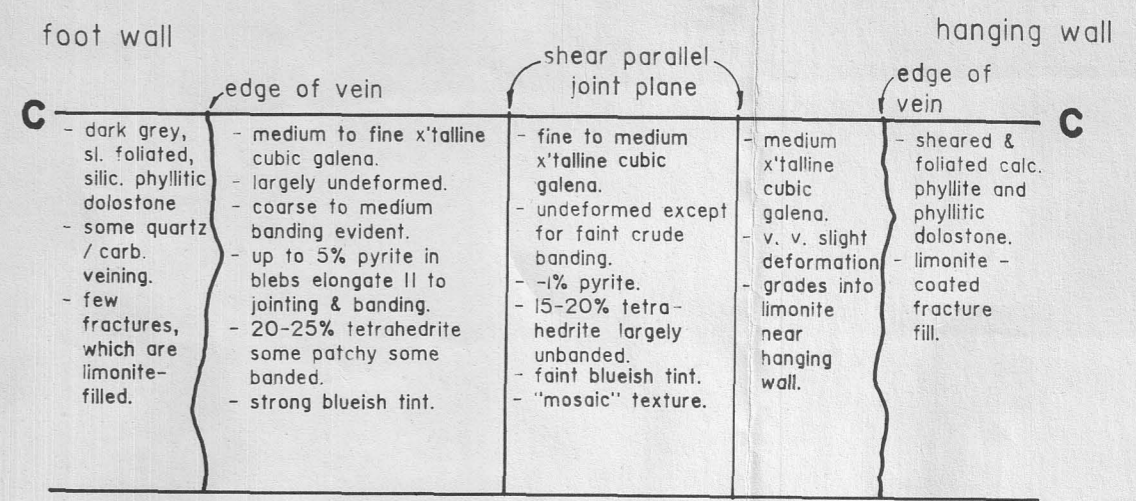 foot wall
hanging wall
shear parallel
joint plane
edge of vein
edge of
vein
C
C
- dark grey,
sl. foliated,
silic. phyllitic
dolostone
- some quartz
/ carb.
veining.
- few
fractures,
which are
limonite-
filled.
- medium to fine x'talline
cubic galena.
- largely undeformed.
- coarse to medium
banding evident.
- up to 5% pyrite in
blebs elongate II to
jointing & banding.
- 20-25% tetrahedrite
some patchy some
banded.
- strong blueish tint.
- fine to medium
x'talline cubic
galena.
- undeformed except
for faint crude
banding.
- -1% pyrite.
- 15-20% tetra-
hedrite largely
unbanded.
- faint blueish tint.
- "mosaic" texture.
- medium
x'talline
cubic
galena.
- v. v. slight
deformation
- grades into
limonite
near
hanging
wall.
- sheared &
foliated calc.
phyllite and
phyllitic
dolostone.
- limonite -
coated
fracture
fill.